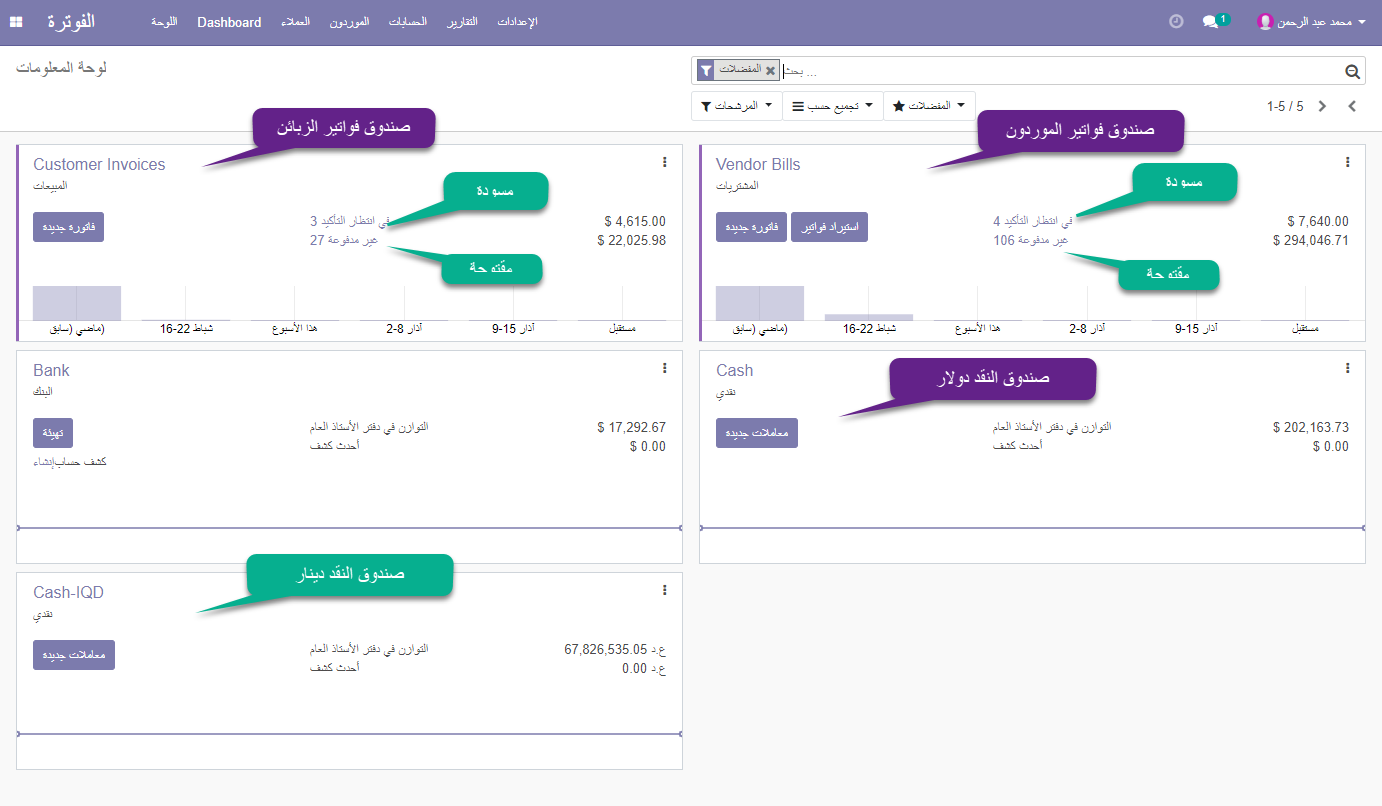 الفوترة
اللوحة
Dashboard
العملاء
الموردون
الحسابات
التقارير
الإعدادات
1
محمد عبد الرحمن
لوحة المعلومات
المفضلات
بحث ...
المرشحات
تجميع حسب
المفضلات
1-5 / 5
صندوق فواتير الزبائن
Customer Invoices
المبيعات
فاتورة جديدة
مسودة
3 في انتظار التأكيد
$ 4,615.00
27 غير مدفوعة
$ 22,025.98
مفتوحة
(ماضي (سابق
16-22 شباط
هذا الأسبوع
2-8 آذار
9-15 آذار
مستقبل
صندوق فواتير الموردون
Vendor Bills
المشتريات
فاتورة جديدة
استيراد فواتير
مسودة
4 في انتظار التأكيد
$ 7,640.00
106 غير مدفوعة
$ 294,046.71
مفتوحة
(ماضي (سابق
16-22 شباط
هذا الأسبوع
2-8 آذار
9-15 آذار
مستقبل
Bank
البنك
تهيئة
كشف حسابإنشاء
التوازن في دفتر الأستاذ العام
$ 17,292.67
أحدث كشف
$ 0.00
صندوق النقد دولار
Cash
نقدي
معاملات جديدة
التوازن في دفتر الأستاذ العام
$ 202,163.73
أحدث كشف
$ 0.00
صندوق النقد دينار
Cash-IQD
نقدي
معاملات جديدة
التوازن في دفتر الأستاذ العام
67,826,535.05 ع.د
أحدث كشف
0.00 ع.د